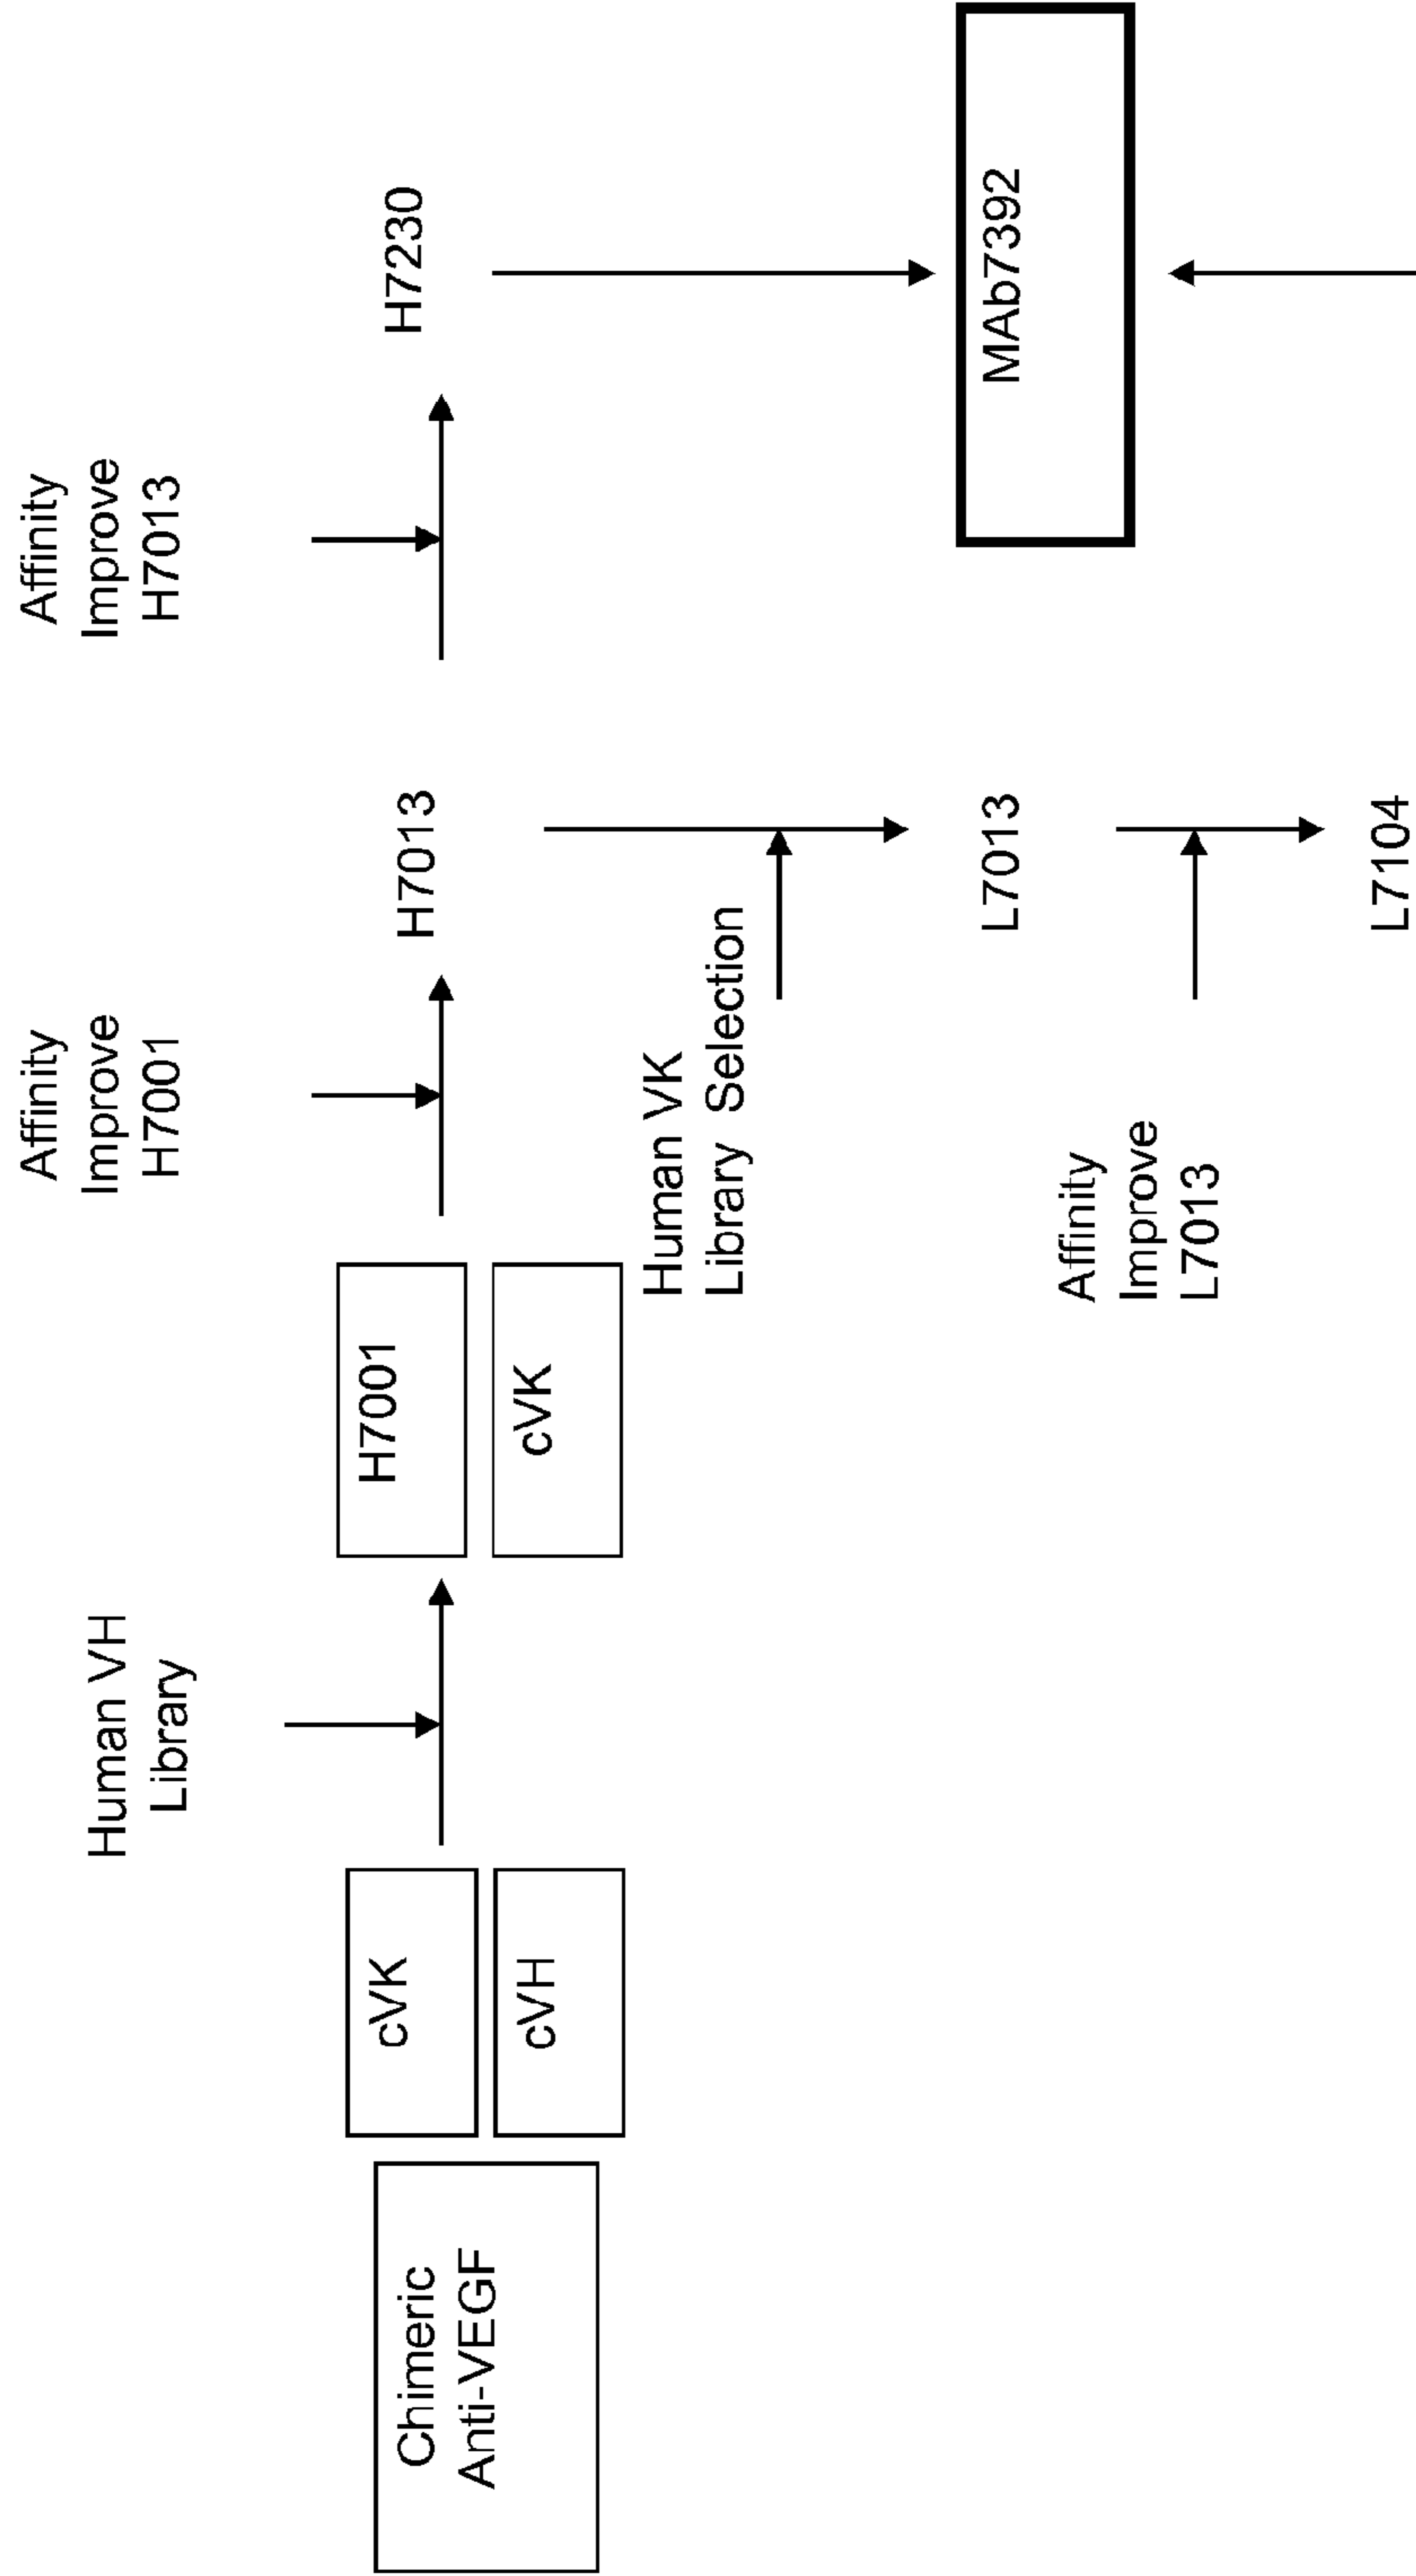 Human VH
Library
Affinity
Improve
H7001
Affinity
Improve
H7013
Chimeric
Anti-VEGF
cVK
cVH
H7001
cVK
H7013
H7230
Human VK
Library Selection
L7013
MAb7392
Affinity
Improve
L7013
L7104